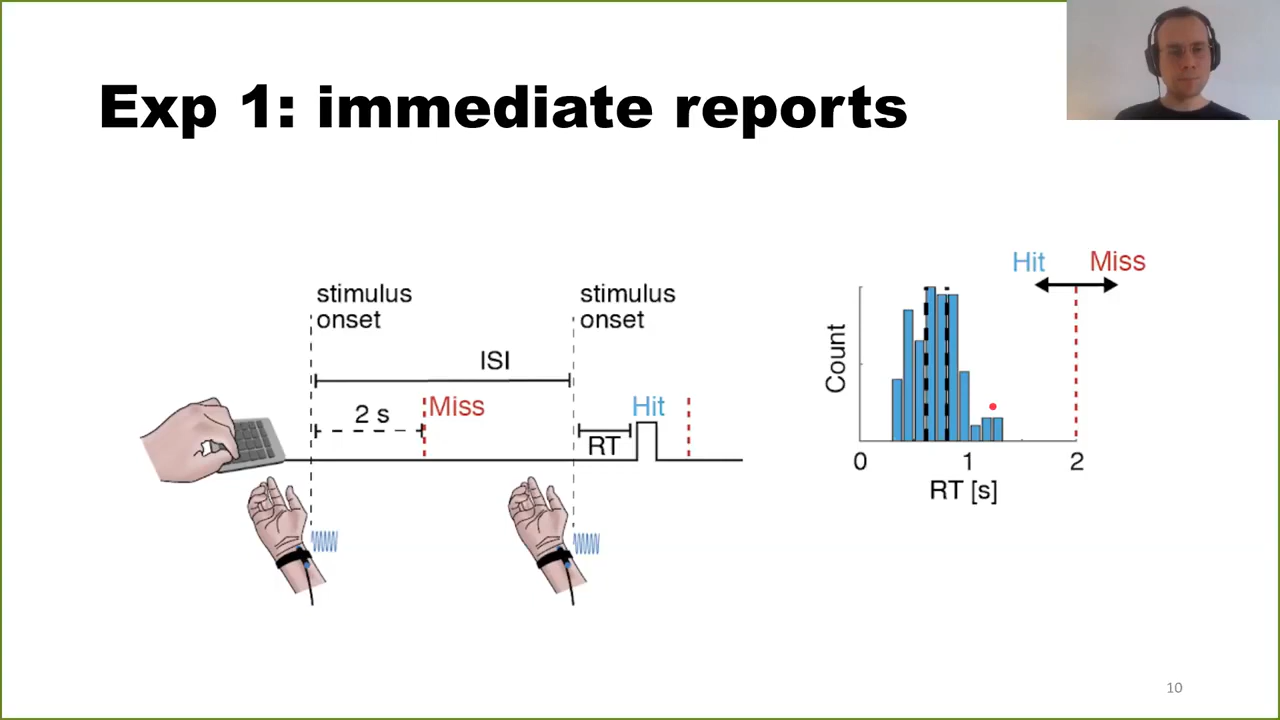 Exp 1: immediate reports
stimulus
onset
stimulus
onset
ISI
2 s
Miss
Hit
RT
Hit
Miss
Count
0
1
2
RT [s]
10